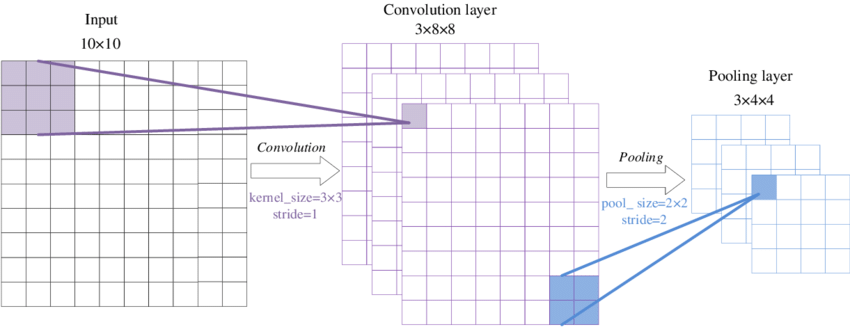 Input
10×10
Convolution layer
3×8×8
Pooling layer
3×4×4
Convolution
kernel_size=3×3
stride=1
Pooling
pool_ size=2×2
stride=2